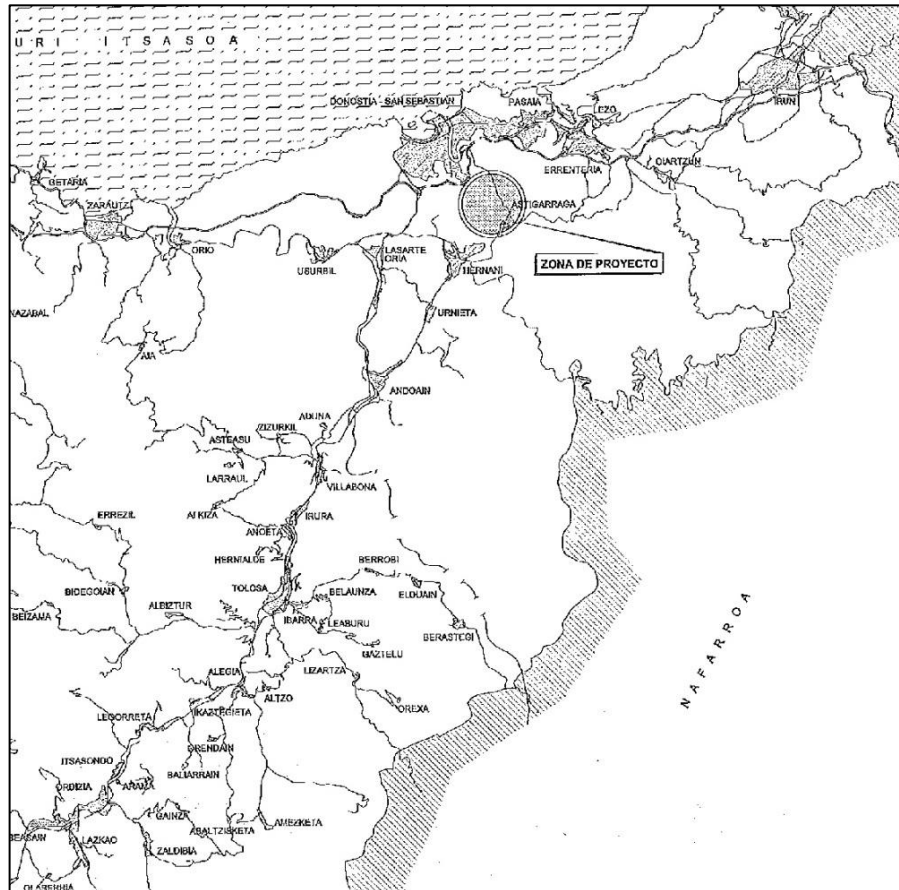 URI ITSASOA
DONOSTIA - SAN SEBASTIAN
PASAIA
LEZO
IRUN
ERRENTERIA
OIARTZUN
GETARIA
ZARAUTZ
ASTIGARRAGA
ORIO
USURBIL
LASARTE
ORIA
HERNANI
ZONA DE PROYECTO
URNIETA
AIA
ANDOAIN
ADUNA
ZIZURKIL
ASTEASU
LARRAUL
VILLABONA
ALKIZA
ERREZIL
IRURA
ANOETA
HERNIALDE
BERROBI
TOLOSA
BELAUNZA
ELDUAIN
BIDEGOIAN
ALBIZTUR
BEIZAMA
IBARRA
LEABURU
BERASTEGI
GAZTELU
NAFARROA
ALEGIA
LIZARTZA
ALTZO
OREXA
LEGORRETA
IKAZTEGIETA
ORENDAIN
ITSASONDO
BALIARRAIN
ORDIZIA
ARAMA
GAINZA
ABALTZISKETA
AMEZKETA
BEASAIN
LAZKAO
ZALDIBIA
OLABERRIA